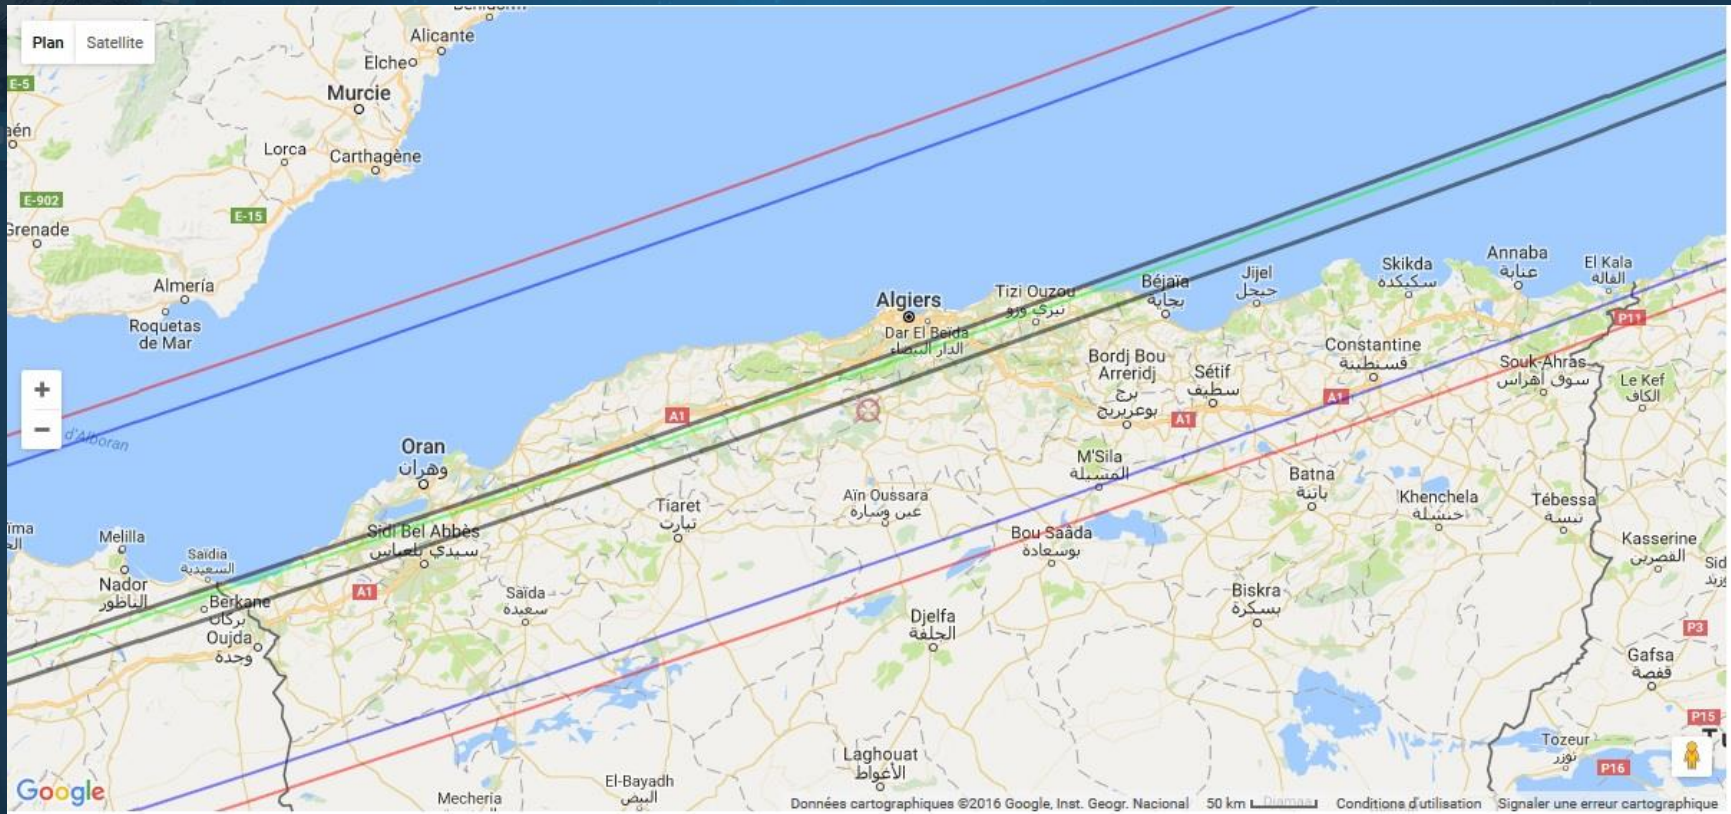 Plan
Satellite
Alicante
Elche
Murcie
E-5
Lorca
Carthagène
E-902
E-15
Grenade
Almería
Roquetas
de Mar
+
−
d'Alboran
Algiers
Dar El Beïda
الدار البيضاء
Tizi Ouzou
تيزي وزو
Béjaïa
بجاية
Jijel
جيجل
Skikda
سكيكدة
Annaba
عنابة
El Kala
القالة
P11
Bordj Bou
Arreridj
برج
بوعريريج
Sétif
سطيف
Constantine
قسنطينة
Souk-Ahras
سوق أهراس
Le Kef
الكاف
A1
A1
A1
Oran
وهران
M'Sila
المسيلة
Batna
باتنة
Khenchela
خنشلة
Tébessa
تبسة
Aïn Oussara
عين وسارة
Tiaret
تيارت
Sidi Bel Abbès
سيدي بلعباس
Melilla
Saïdia
السعيدية
Nador
الناظور
Berkane
بركان
Oujda
وجدة
A1
Saïda
سعيدة
Bou Saâda
بوسعادة
Kasserine
القصرين
Biskra
بسكرة
Djelfa
الجلفة
P3
Gafsa
قفصة
P15
Tozeur
توزر
P16
Laghouat
الأغواط
El-Bayadh
البيض
Mecheria
Google
Données cartographiques ©2016 Google, Inst. Geogr. Nacional
50 km
Conditions d'utilisation
Signaler une erreur cartographique